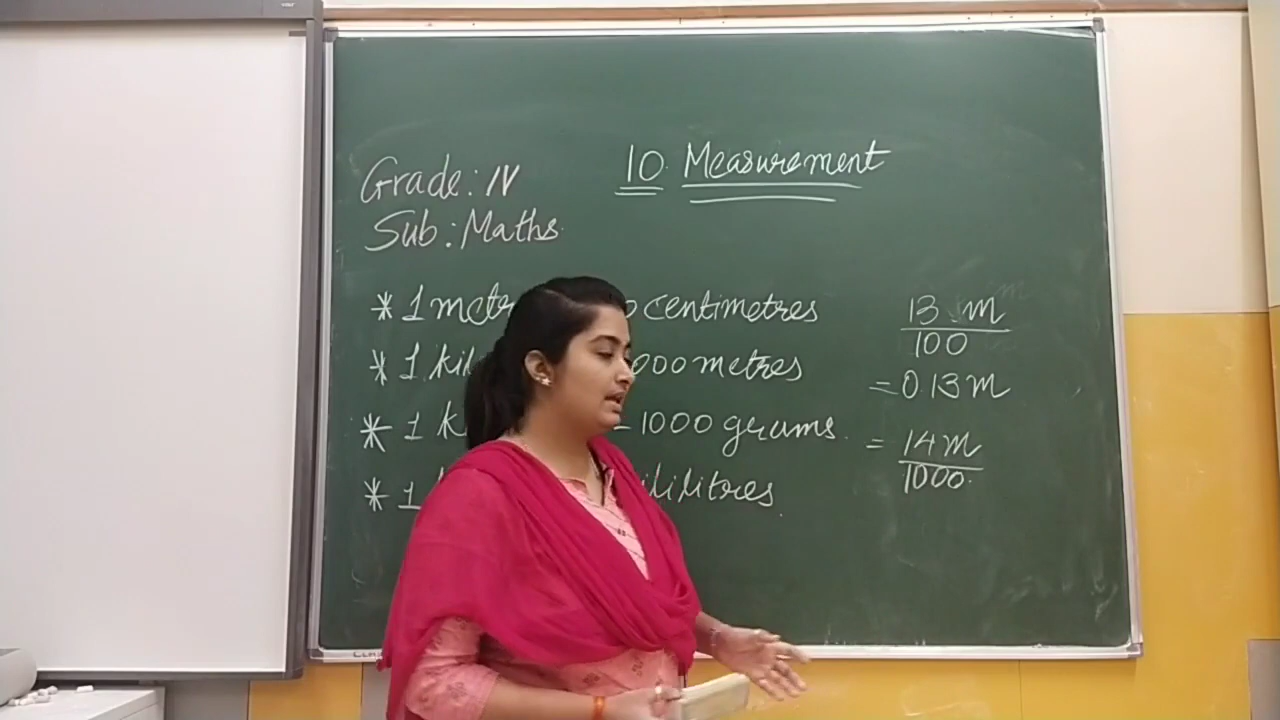 10. Measurement
Grade: IV
Sub: Maths.
* 1 metr centimetres
* 1 kil 000 metres
* 1 k = 1000 grams.
* 1 ililitres
13 m
100
= 0 13 m
= 14 m
1000.